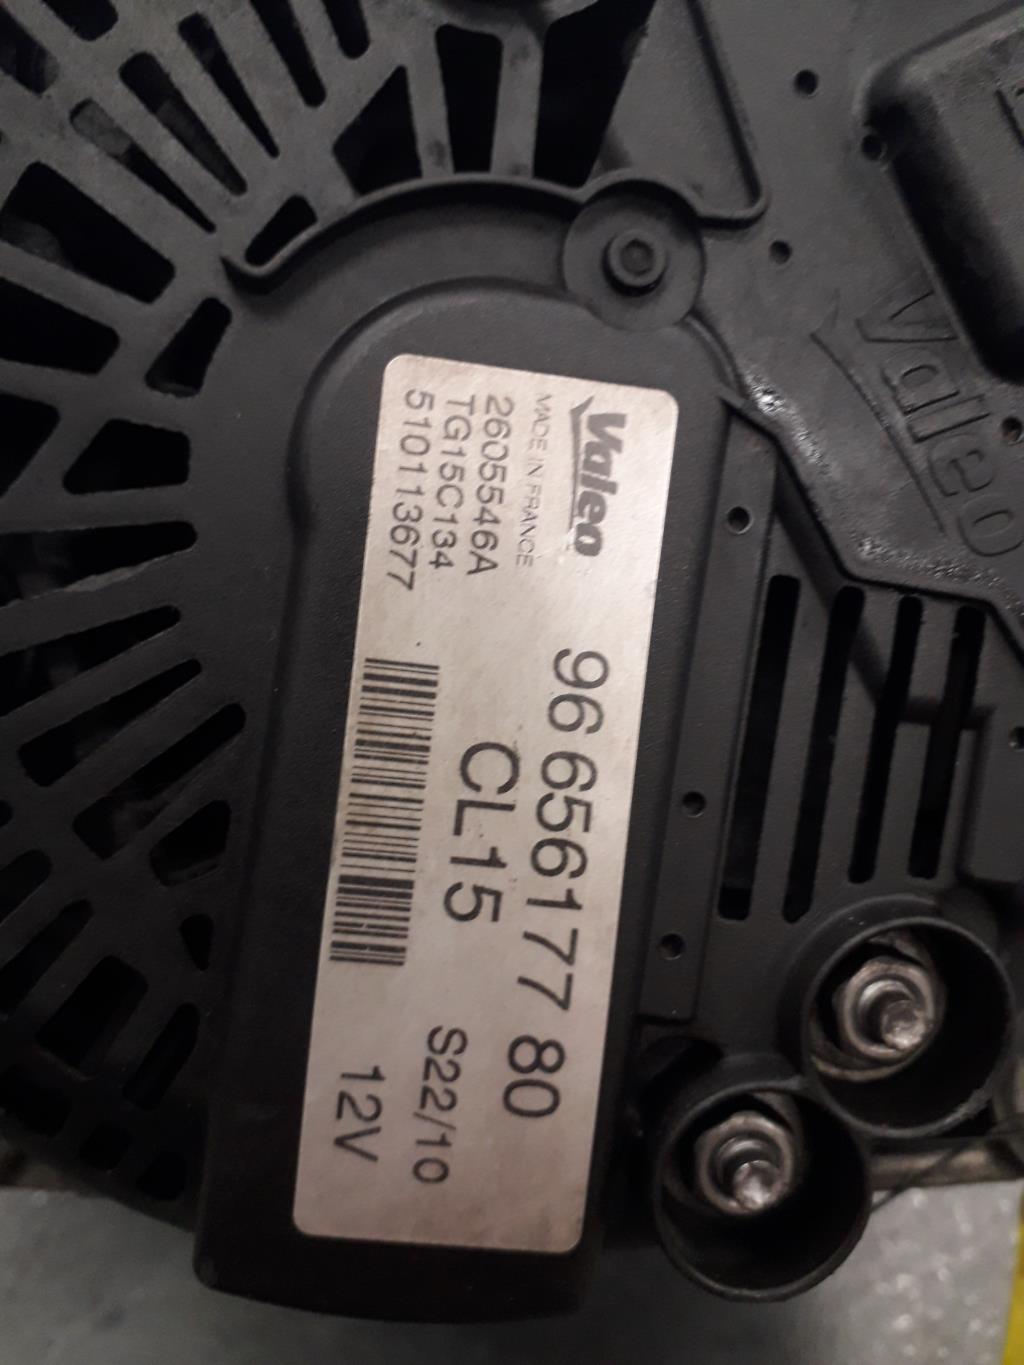 Valeo
MADE IN FRANCE
2605546A
TG15C134
510113677
96 656177 80
CL15
S22/10
12V
Valeo